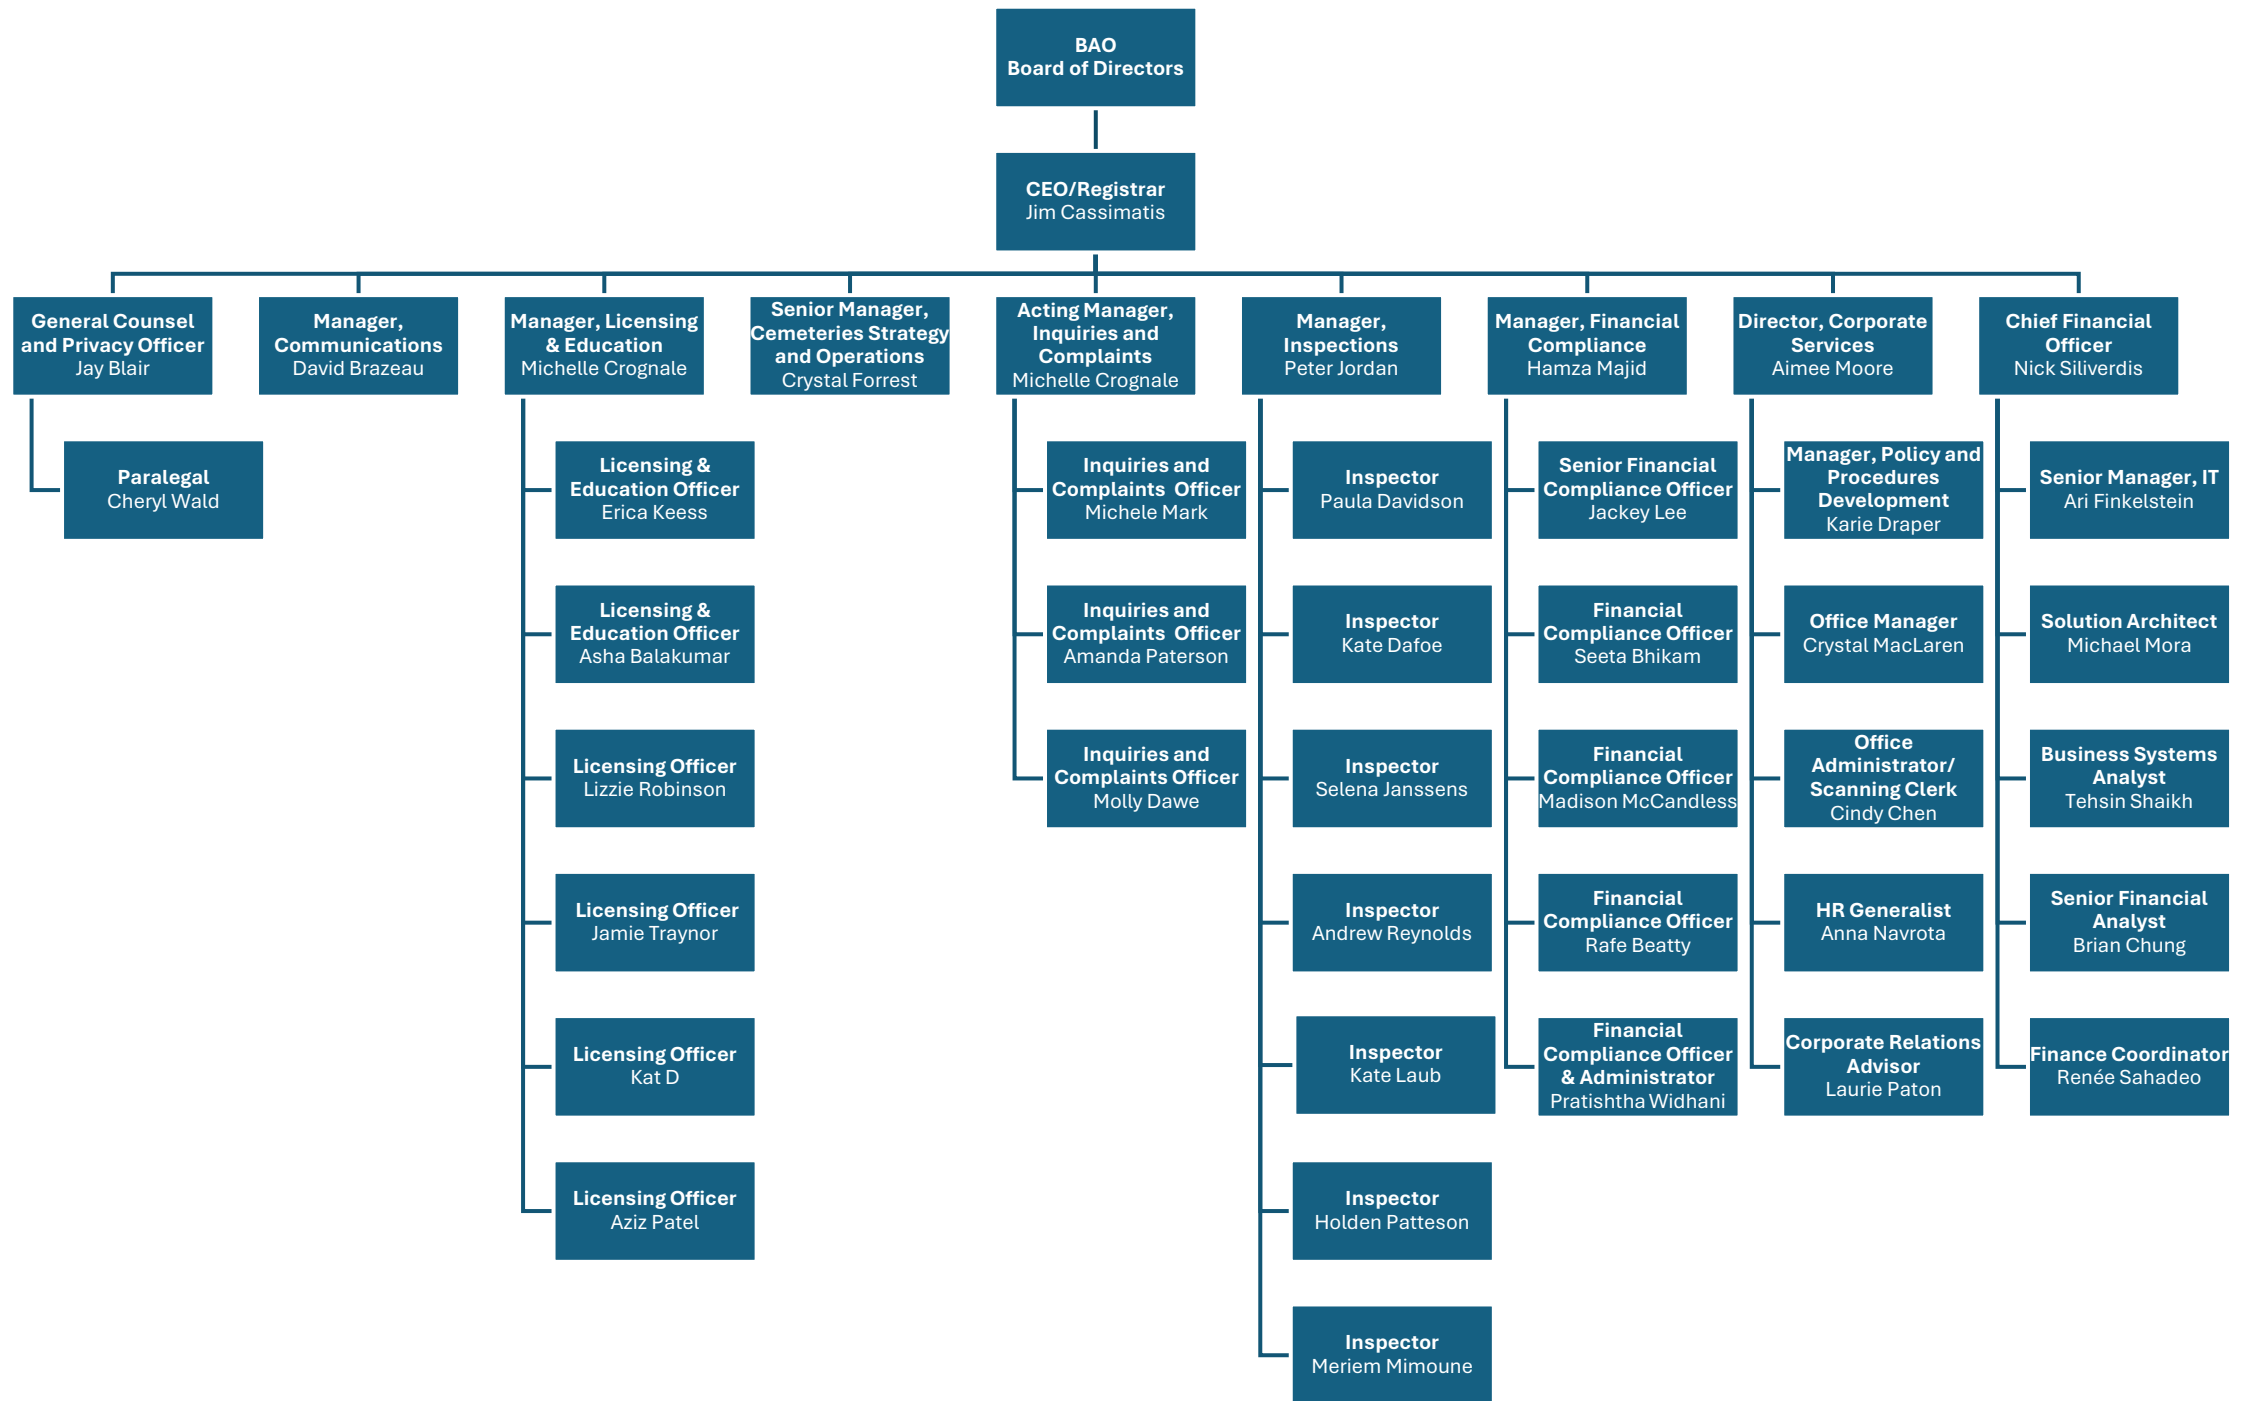 BAO
Board of Directors
CEO/Registrar
Jim Cassimatis
General Counsel
and Privacy Officer
Jay Blair
Manager,
Communications
David Brazeau
Manager, Licensing
& Education
Michelle Crognale
Senior Manager,
Cemeteries Strategy
and Operations
Crystal Forrest
Acting Manager,
Inquiries and
Complaints
Michelle Crognale
Manager,
Inspections
Peter Jordan
Manager, Financial
Compliance
Hamza Majid
Director, Corporate
Services
Aimee Moore
Chief Financial
Officer
Nick Siliverdis
Paralegal
Cheryl Wald
Licensing &
Education Officer
Erica Keess
Licensing &
Education Officer
Asha Balakumar
Licensing Officer
Lizzie Robinson
Licensing Officer
Jamie Traynor
Licensing Officer
Kat D
Licensing Officer
Aziz Patel
Inquiries and
Complaints  Officer
Michele Mark
Inquiries and
Complaints  Officer
Amanda Paterson
Inquiries and
Complaints Officer
Molly Dawe
Inspector
Paula Davidson
Inspector
Kate Dafoe
Inspector
Selena Janssens
Inspector
Andrew Reynolds
Inspector
Kate Laub
Inspector
Holden Patteson
Inspector
Meriem Mimoune
Senior Financial
Compliance Officer
Jackey Lee
Financial
Compliance Officer
Seeta Bhikam
Financial
Compliance Officer
Madison McCandless
Financial
Compliance Officer
Rafe Beatty
Financial
Compliance Officer
& Administrator
Pratishtha Widhani
Manager, Policy and
Procedures
Development
Karie Draper
Office Manager
Crystal MacLaren
Office
Administrator/
Scanning Clerk
Cindy Chen
HR Generalist
Anna Navrota
Corporate Relations
Advisor
Laurie Paton
Senior Manager, IT
Ari Finkelstein
Solution Architect
Michael Mora
Business Systems
Analyst
Tehsin Shaikh
Senior Financial
Analyst
Brian Chung
Finance Coordinator
Renée Sahadeo